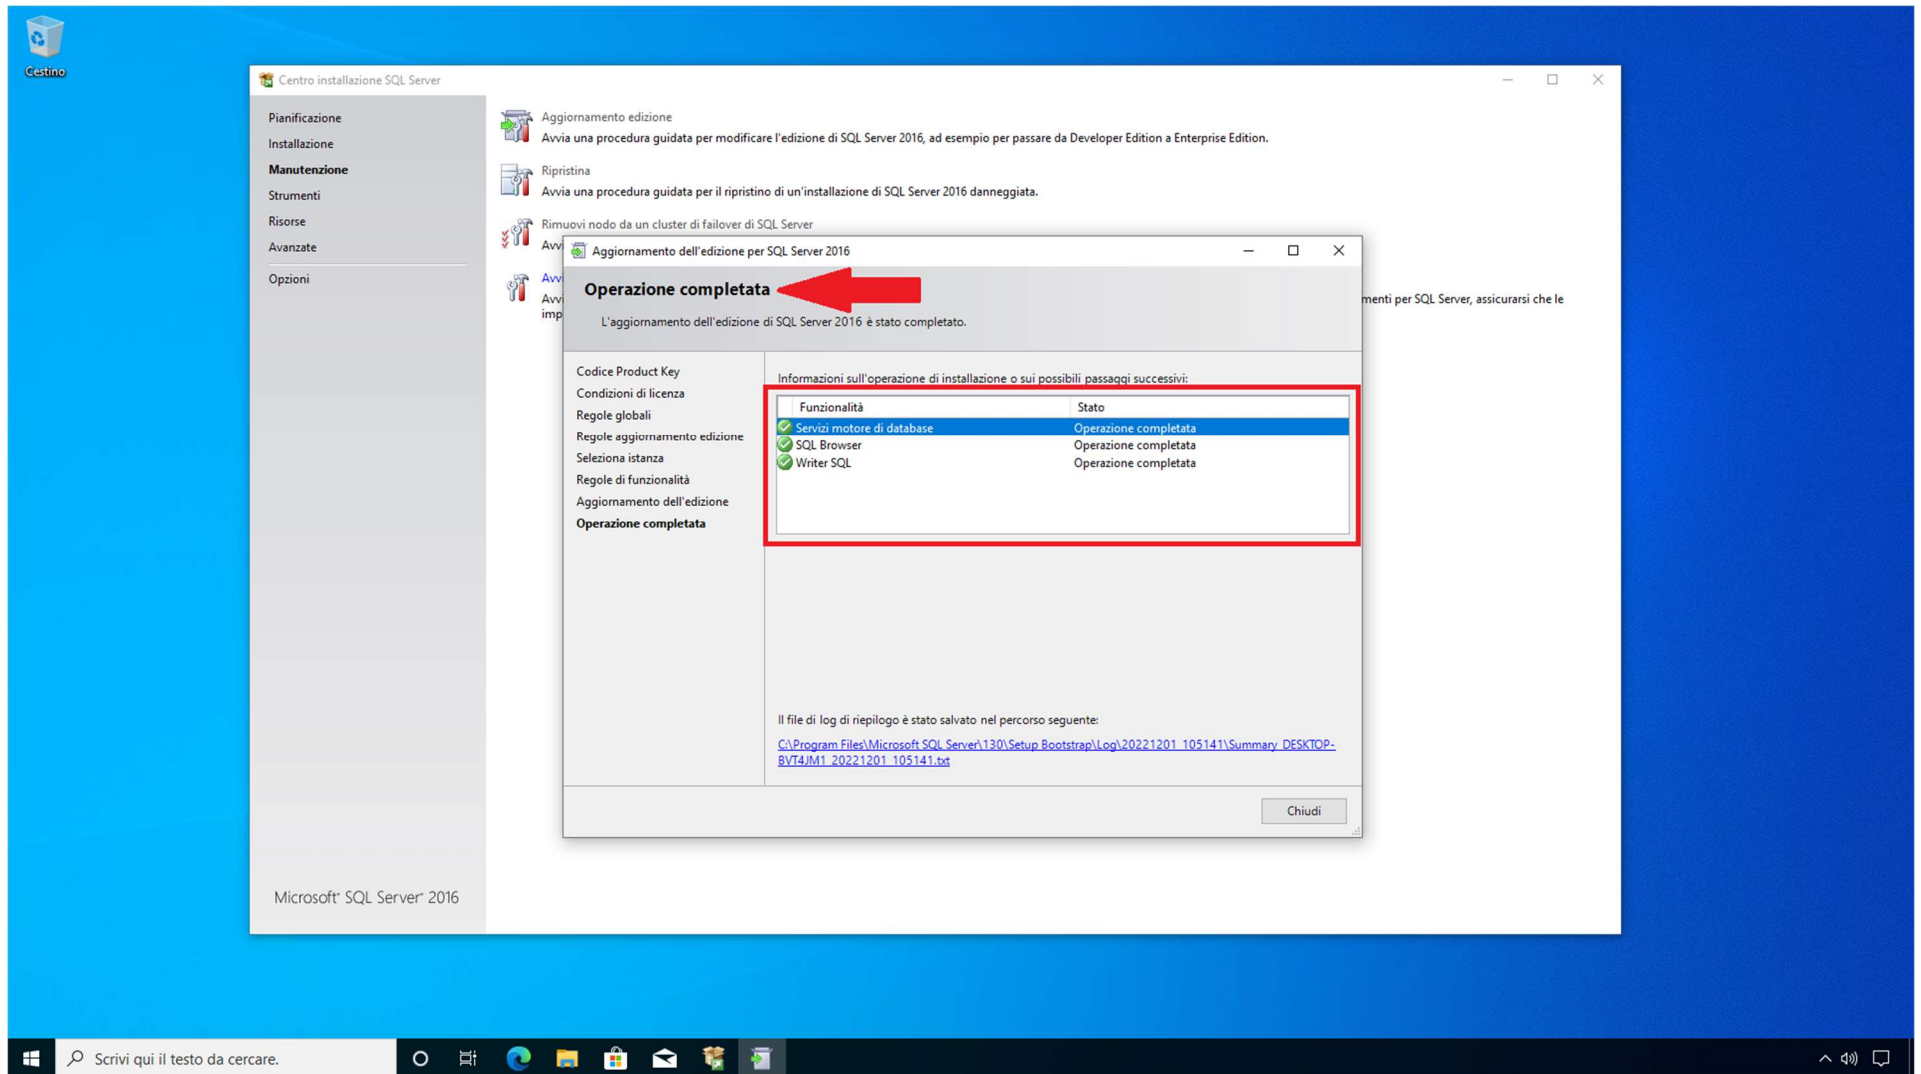 Cestino
Centro installazione SQL Server
Pianificazione
Installazione
Manutenzione
Strumenti
Risorse
Avanzate
Opzioni
Microsoft® SQL Server® 2016
Aggiornamento edizione
Avvia una procedura guidata per modificare l'edizione di SQL Server 2016, ad esempio per passare da Developer Edition a Enterprise Edition.
Ripristina
Avvia una procedura guidata per il ripristino di un'installazione di SQL Server 2016 danneggiata.
Rimuovi nodo da un cluster di failover di SQL Server
Avvi
Avvi
Avvi
menti per SQL Server, assicurarsi che le
imp
Aggiornamento dell'edizione per SQL Server 2016
Operazione completata
L'aggiornamento dell'edizione di SQL Server 2016 è stato completato.
Codice Product Key
Condizioni di licenza
Regole globali
Regole aggiornamento edizione
Seleziona istanza
Regole di funzionalità
Aggiornamento dell'edizione
Operazione completata
Informazioni sull'operazione di installazione o sui possibili passaggi successivi:
Funzionalità Stato
Servizi motore di database Operazione completata
SQL Browser Operazione completata
Writer SQL Operazione completata
Il file di log di riepilogo è stato salvato nel percorso seguente:
C:\Program Files\Microsoft SQL Server\130\Setup Bootstrap\Log\20221201_105141\Summary_DESKTOP-
BVT4JM1_20221201_105141.txt
Chiudi
Scrivi qui il testo da cercare.